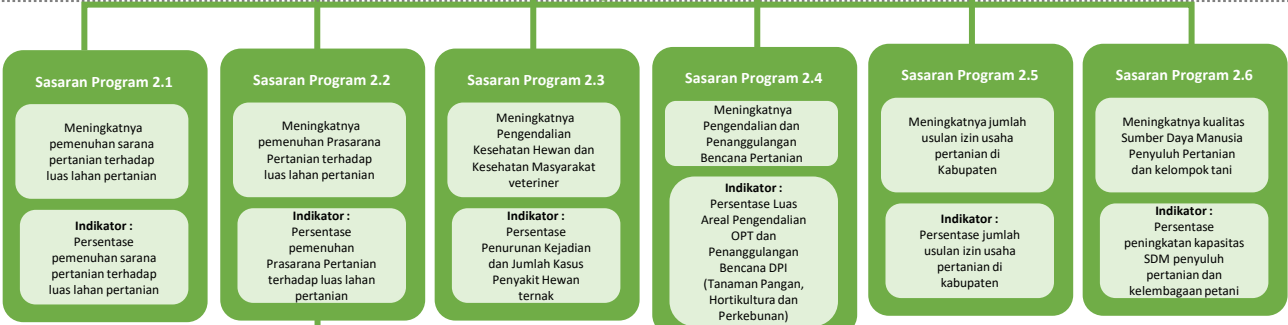 Sasaran Program 2.1
Meningkatnya
pemenuhan sarana
pertanian terhadap
luas lahan pertanian
Indikator :
Persentase
pemenuhan sarana
pertanian terhadap
luas lahan pertanian
Sasaran Program 2.2
Meningkatnya
pemenuhan Prasarana
Pertanian terhadap
luas lahan pertanian
Indikator :
Persentase
pemenuhan
Prasarana Pertanian
terhadap luas lahan
pertanian
Sasaran Program 2.3
Meningkatnya
Pengendalian
Kesehatan Hewan dan
Kesehatan Masyarakat
veteriner
Indikator :
Persentase
Penurunan Kejadian
dan Jumlah Kasus
Penyakit Hewan
ternak
Sasaran Program 2.4
Meningkatnya
Pengendalian dan
Penanggulangan
Bencana Pertanian
Indikator :
Persentase Luas
Areal Pengendalian
OPT dan
Penanggulangan
Bencana DPI
(Tanaman Pangan,
Hortikultura dan
Perkebunan)
Sasaran Program 2.5
Meningkatnya jumlah
usulan izin usaha
pertanian di
Kabupaten
Indikator :
Persentase jumlah
usulan izin usaha
pertanian di
kabupaten
Sasaran Program 2.6
Meningkatnya kualitas
Sumber Daya Manusia
Penyuluh Pertanian
dan kelompok tani
Indikator :
Persentase
peningkatan kapasitas
SDM penyuluh
pertanian dan
kelembagaan petani